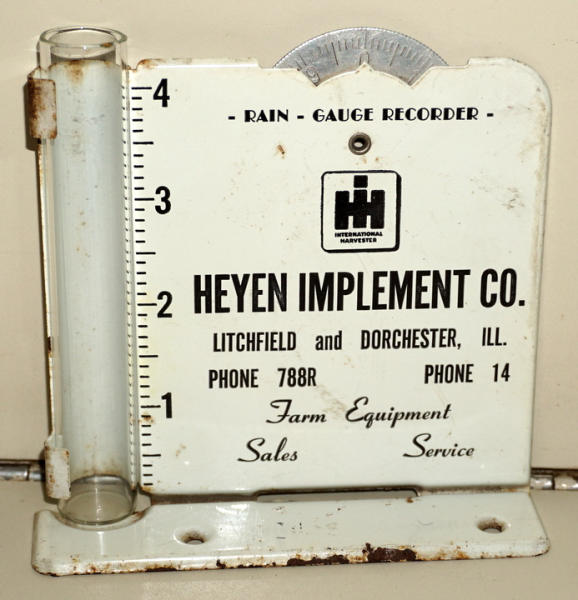 - RAIN - GAUGE RECORDER -
4
3
2
1
IH
INTERNATIONAL
HARVESTER
HEYEN IMPLEMENT CO.
LITCHFIELD and DORCHESTER, ILL.
PHONE 788R PHONE 14
Farm Equipment
Sales Service